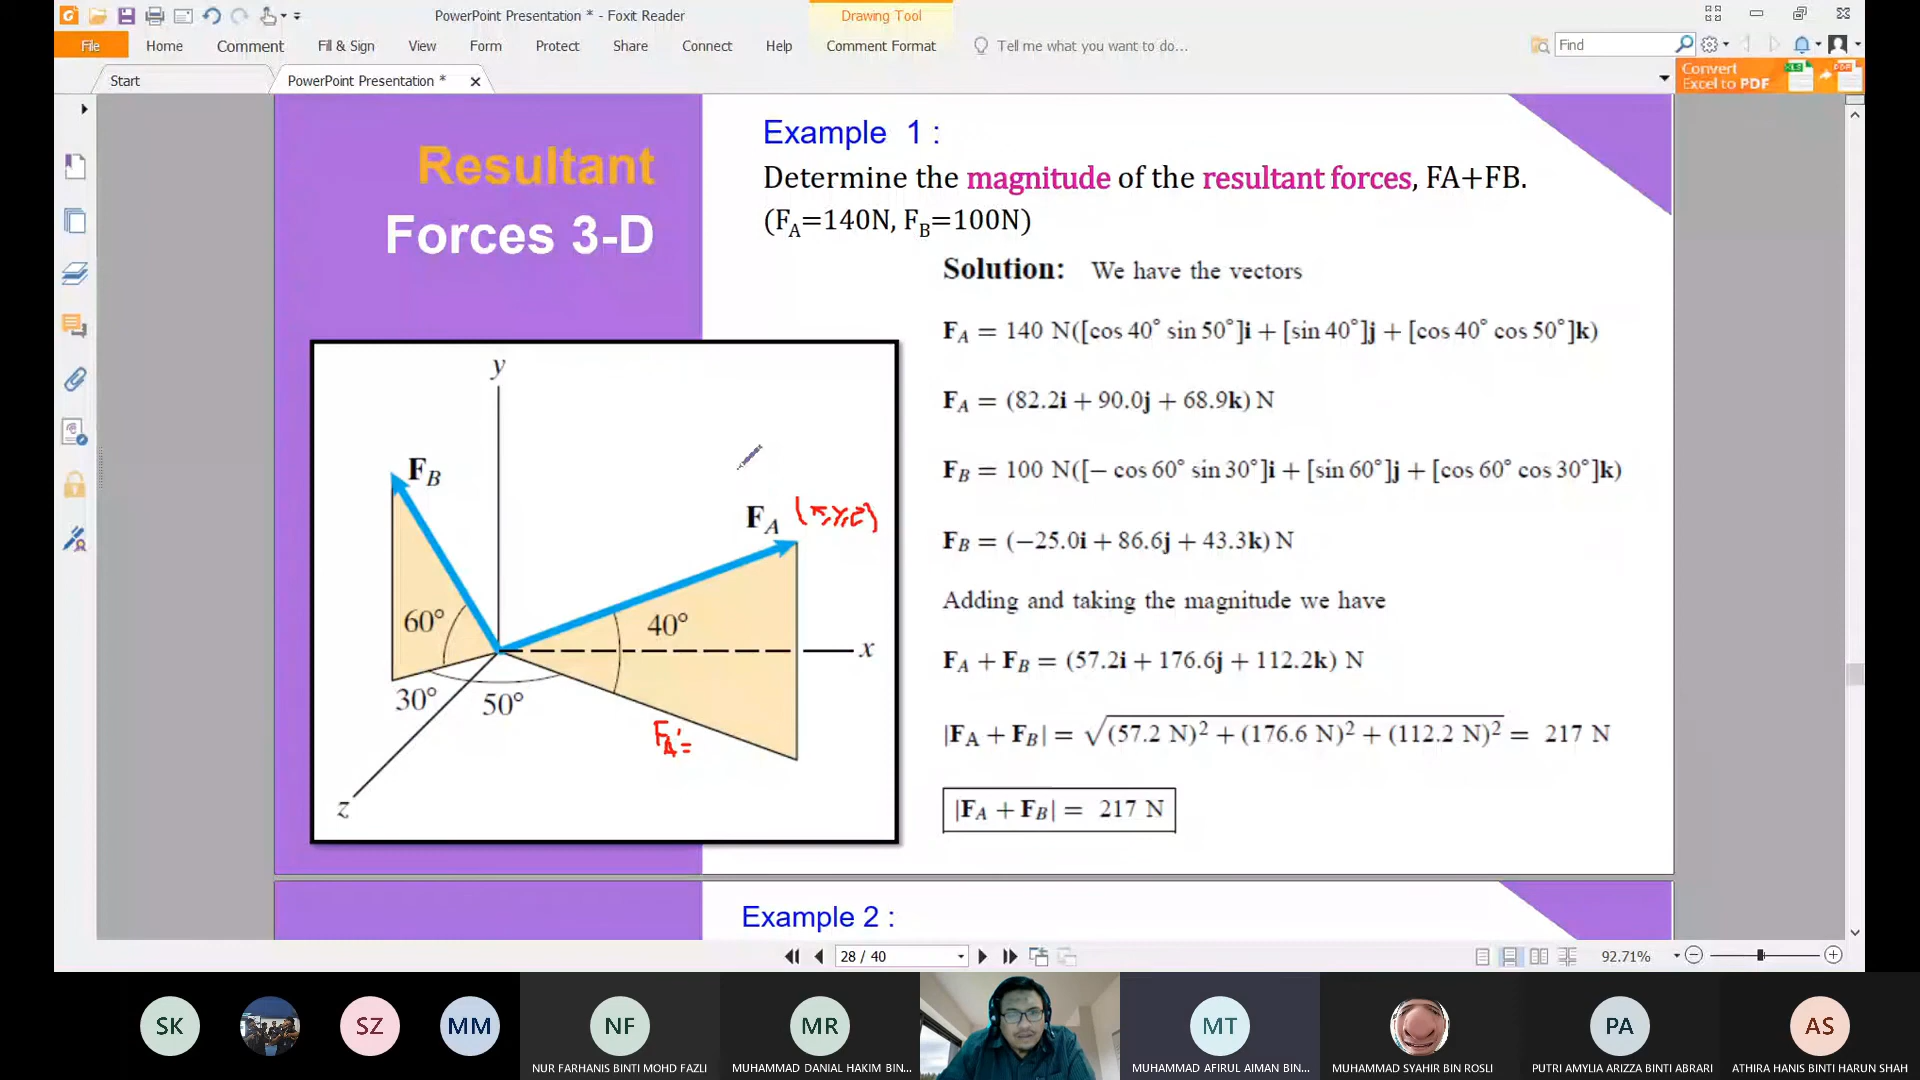 PowerPoint Presentation * - Foxit Reader
Drawing Tool
File Home Comment Fill & Sign View Form Protect Share Connect Help Comment Format Tell me what you want to do... Find
Start PowerPoint Presentation *
Convert
Excel to PDF
Resultant
Forces 3-D
Example 1 :
Determine the magnitude of the resultant forces, FA+FB.
(FA=140N, FB=100N)
Solution: We have the vectors
FA = 140 N([cos 40° sin 50°]i + [sin 40°]j + [cos 40° cos 50°]k)
FA = (82.2i + 90.0j + 68.9k) N
FB = 100 N([− cos 60° sin 30°]i + [sin 60°]j + [cos 60° cos 30°]k)
FB = (−25.0i + 86.6j + 43.3k) N
Adding and taking the magnitude we have
FA + FB = (57.2i + 176.6j + 112.2k) N
|FA + FB| = √(57.2 N)² + (176.6 N)² + (112.2 N)² = 217 N
|FA + FB| = 217 N
y
FB
FA (x,y,z)
60°
40°
x
30°
50°
FA'=
z
Example 2 :
28 / 40
92.71%
SK SZ MM NF MR MT PA AS
NUR FARHANIS BINTI MOHD FAZLI
MUHAMMAD DANIAL HAKIM BIN...
MUHAMMAD AFIRUL AIMAN BIN...
MUHAMMAD SYAHIR BIN ROSLI
PUTRI AMYLIA ARIZZA BINTI ABRARI
ATHIRA HANIS BINTI HARUN SHAH